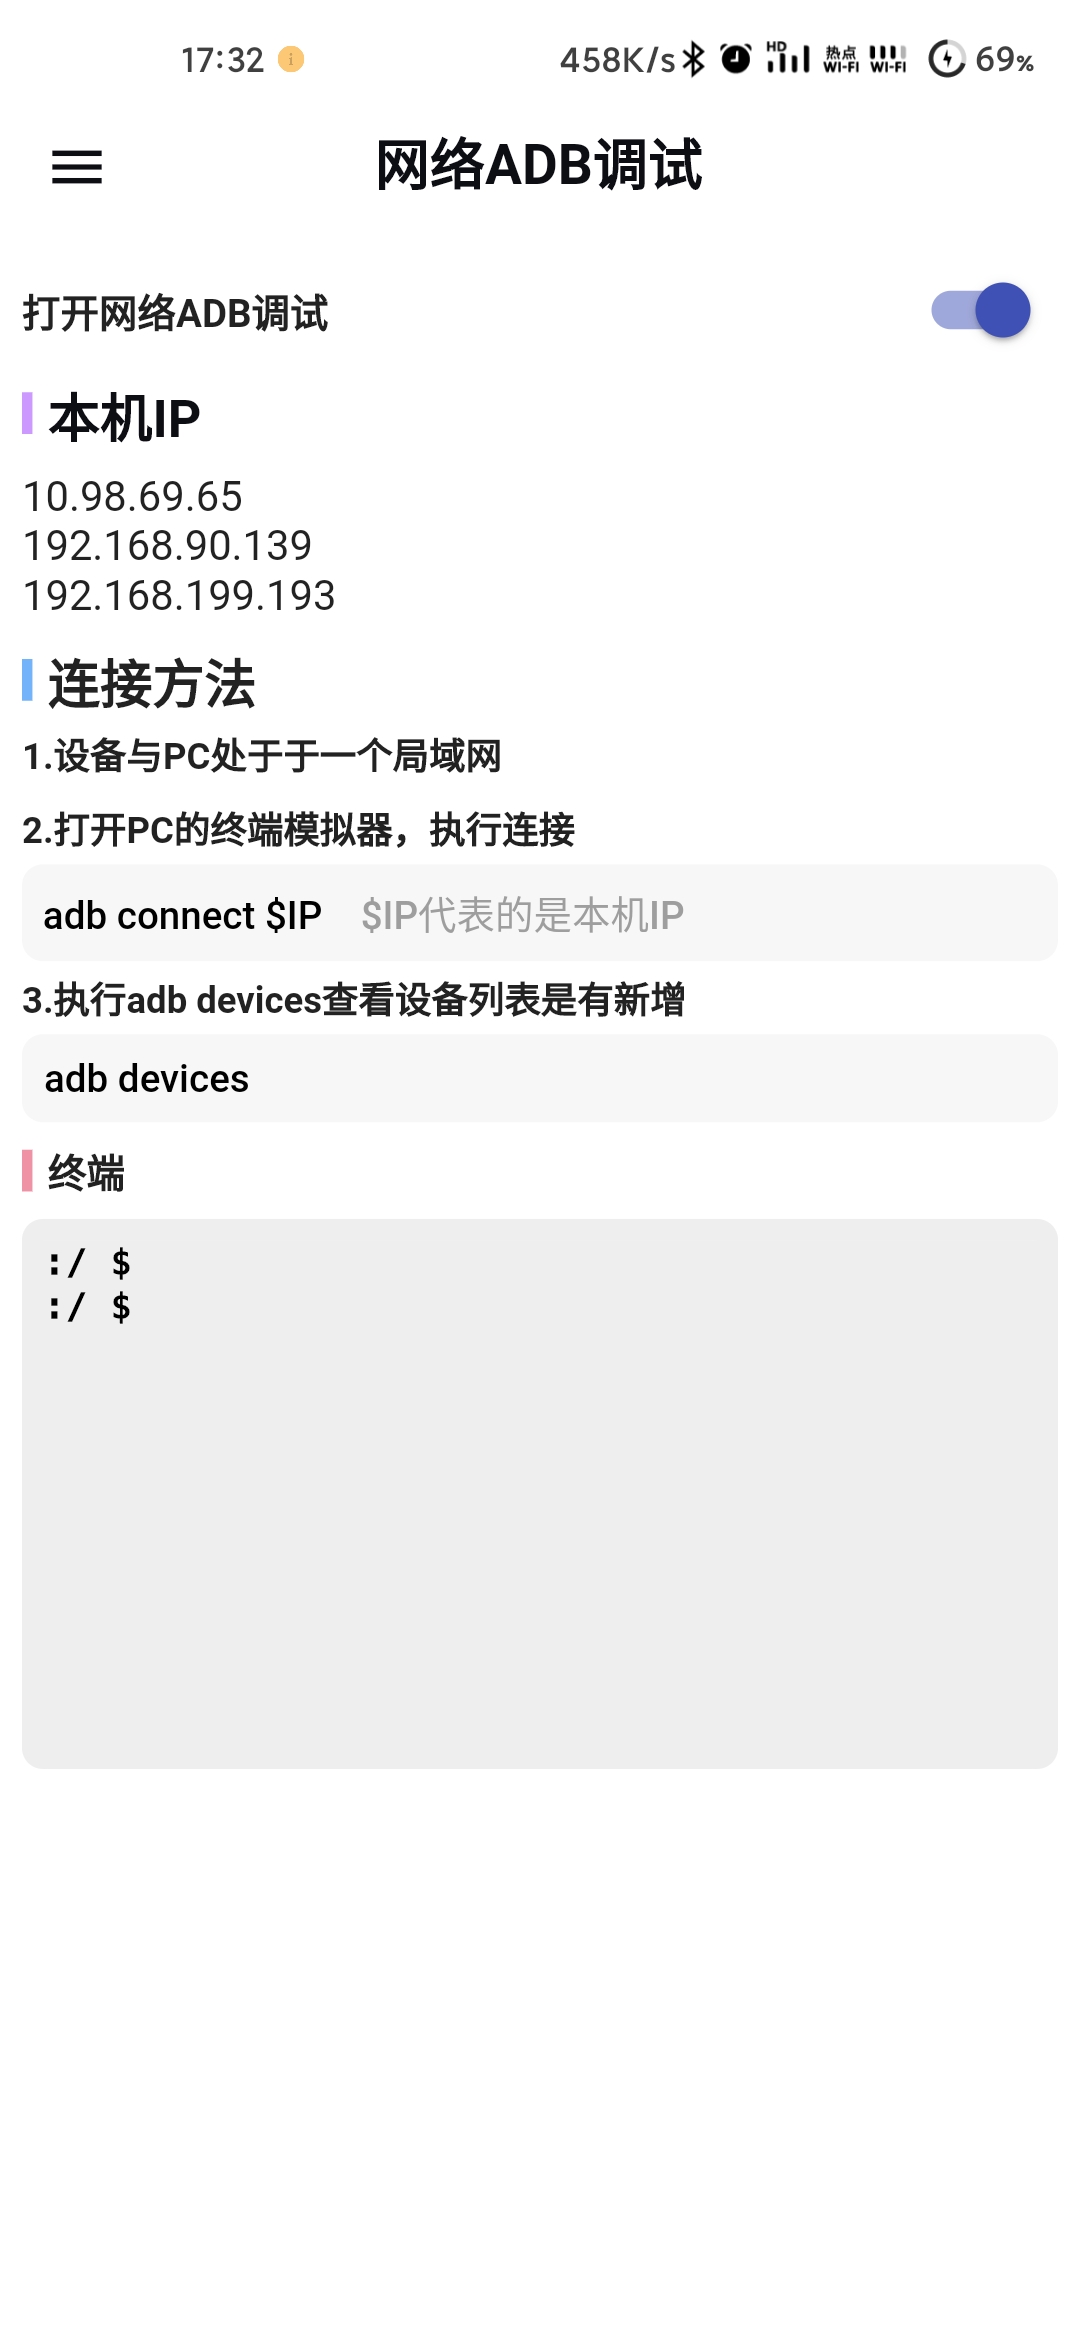 17:32 458K/s HD 热点 WI-FI WI-FI 69%
网络ADB调试
打开网络ADB调试
本机IP
10.98.69.65
192.168.90.139
192.168.199.193
连接方法
1.设备与PC处于于一个局域网
2.打开PC的终端模拟器，执行连接
adb connect $IP $IP代表的是本机IP
3.执行adb devices查看设备列表是有新增
adb devices
终端
:/ $
:/ $